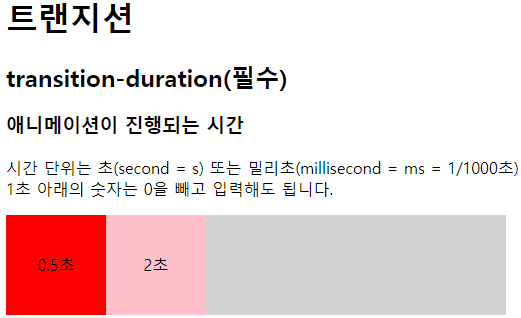 트랜지션
transition-duration(필수)
애니메이션이 진행되는 시간
시간 단위는 초(second = s) 또는 밀리초(millisecond = ms = 1/1000초)
1초 아래의 숫자는 0을 빼고 입력해도 됩니다.
0.5초 2초